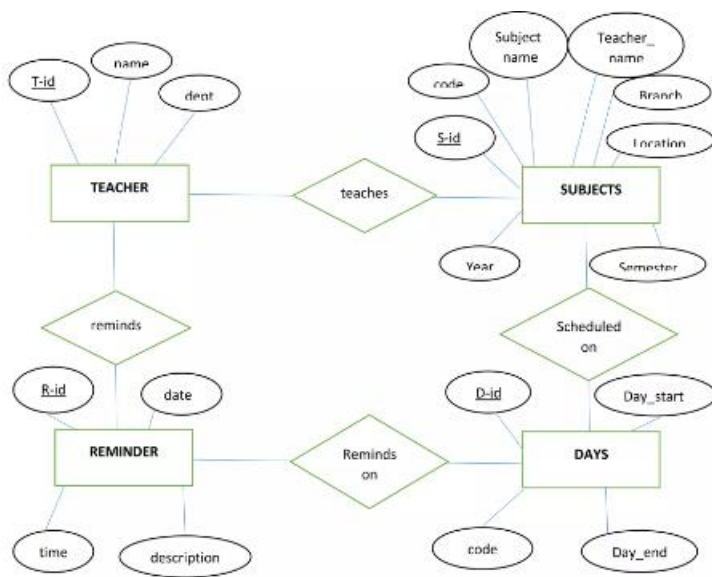 Subject
name
Teacher_
name
name
T-id
dept
code
Branch
S-id
Location
TEACHER
teaches
SUBJECTS
Year
Semester
reminds
Scheduled
on
R-id
date
D-id
Day_start
REMINDER
Reminds
on
DAYS
time
description
code
Day_end